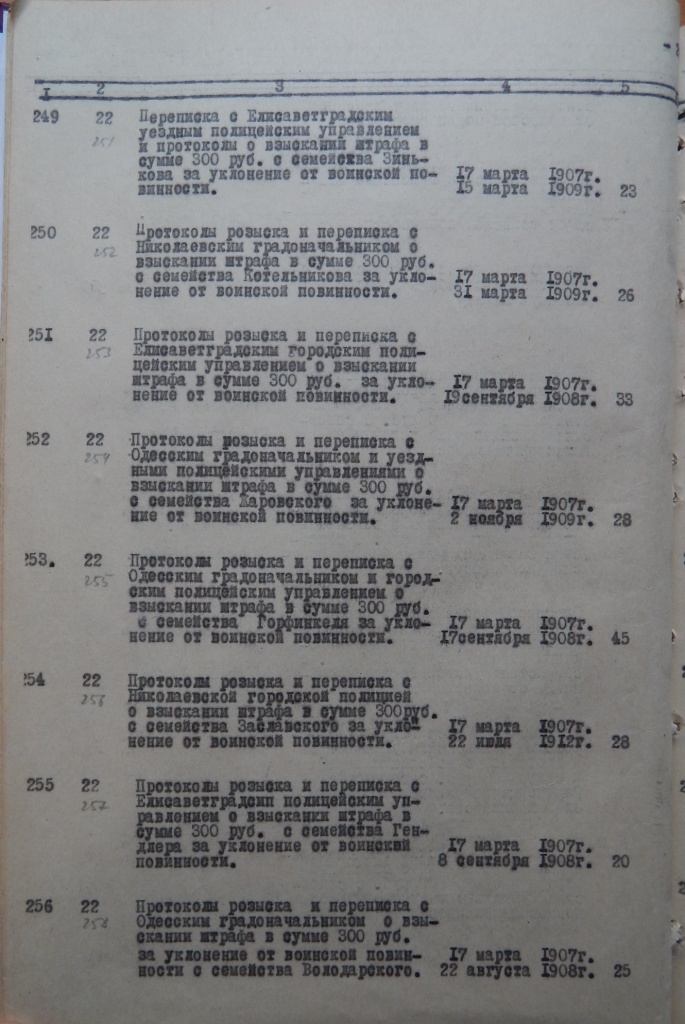 1 2 3 4 5
249 22 Переписка с Елисаветградским
251 уездным полицейским управлением
и протоколы о взыскании штрафа в
сумме 300 руб. с семейства Зинь-
кова за уклонение от воинской по- 17 марта 1907г.
винности. 15 марта 1909г. 23
250 22 Протоколы розыска и переписка с
252 Николаевским градоначальником о
взыскании штрафа в сумме 300 руб.
с семейства Котельникова за укло- 17 марта 1907г.
нение от воинской повинности. 31 марта 1909г. 26
251 22 Протоколы розыска и переписка с
253 Елисаветградским городским поли-
цейским управлением о взыскании
штрафа в сумме 300 руб. за укло- 17 марта 1907г.
нение от воинской повинности. 19сентября 1908г. 33
252 22 Протоколы розыска и переписка с
254 Одесским градоначальником и уезд-
ными полицейскими управлениями о
взыскании штрафа в сумме 300 руб.
с семейства Жаровского за уклоне- 17 марта 1907г.
ние от воинской повинности. 2 ноября 1909г. 28
253. 22 Протоколы розыска и переписка с
255 Одесским градоначальником и город-
ским полицейским управлением о
взыскании штрафа в сумме 300 руб.
с семейства Горфинкеля за укло- 17 марта 1907г.
нение от воинской повинности. 17сентября 1908г. 45
254 22 Протоколы розыска и переписка с
256 Николаевской городской полицией
о взыскании штрафа в сумме 300руб.
с семейства Заславского за укло- 17 марта 1907г.
нение от воинской повинности. 22 июля 1912г. 28
255 22 Протоколы розыска и переписка с
257 Елисаветградсип полицейским уп-
равлением о взыскании штрафа в
сумме 300 руб. с семейства Ген-
длера за уклонение от воинскй 17 марта 1907г.
повинности. 8 сентября 1908г. 20
256 22 Протоколы розыска и переписка с
258 Одесским градоначальником о взы-
скании штрафа в сумме 300 руб.
за уклонение от воинской повин- 17 марта 1907г.
ности с семейства Володарского. 22 августа 1908г. 25